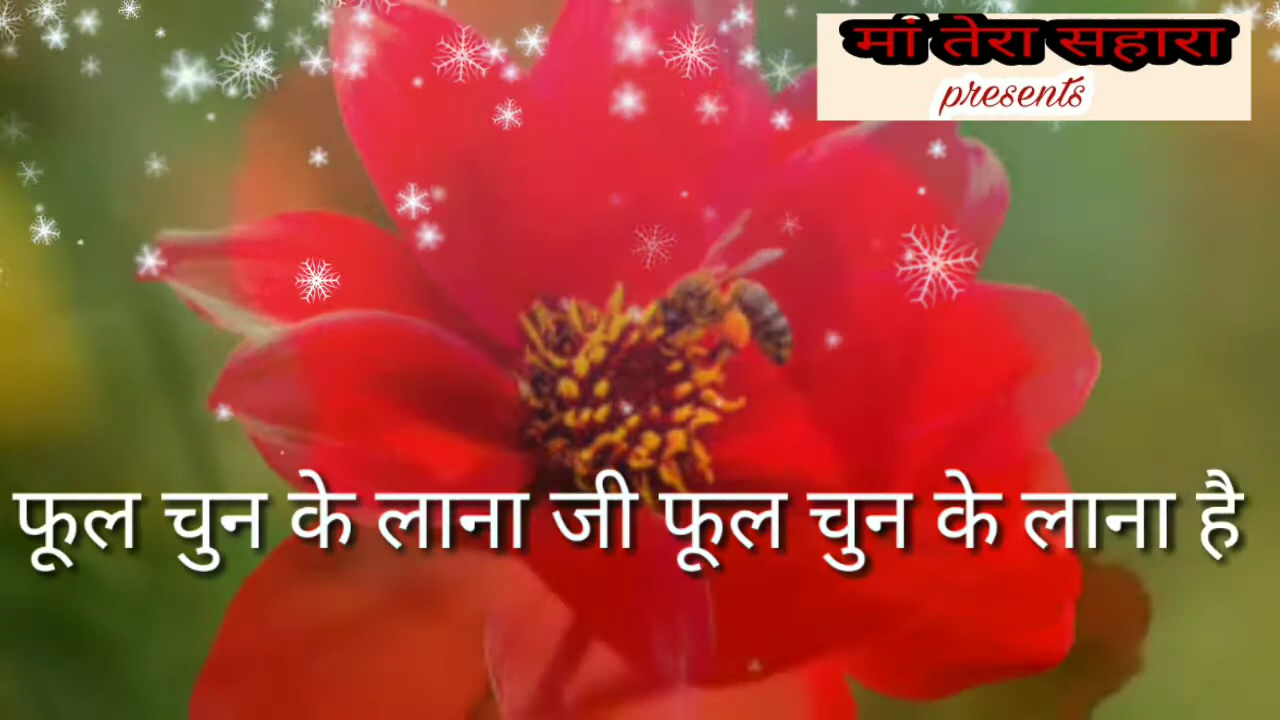 मां तेरा सहारा
presents
फूल चुन के लाना जी फूल चुन के लाना है